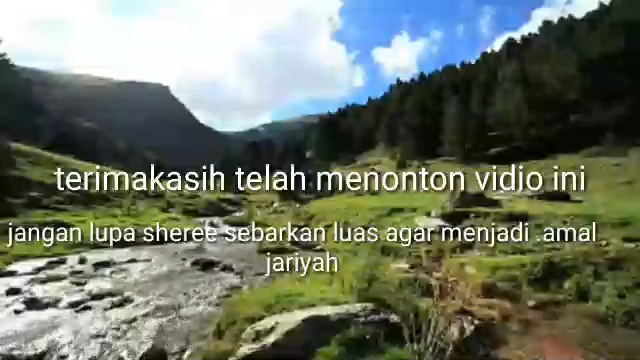 terimakasih telah menonton vidio ini
jangan lupa sheree sebarkan luas agar menjadi .amal
jariyah